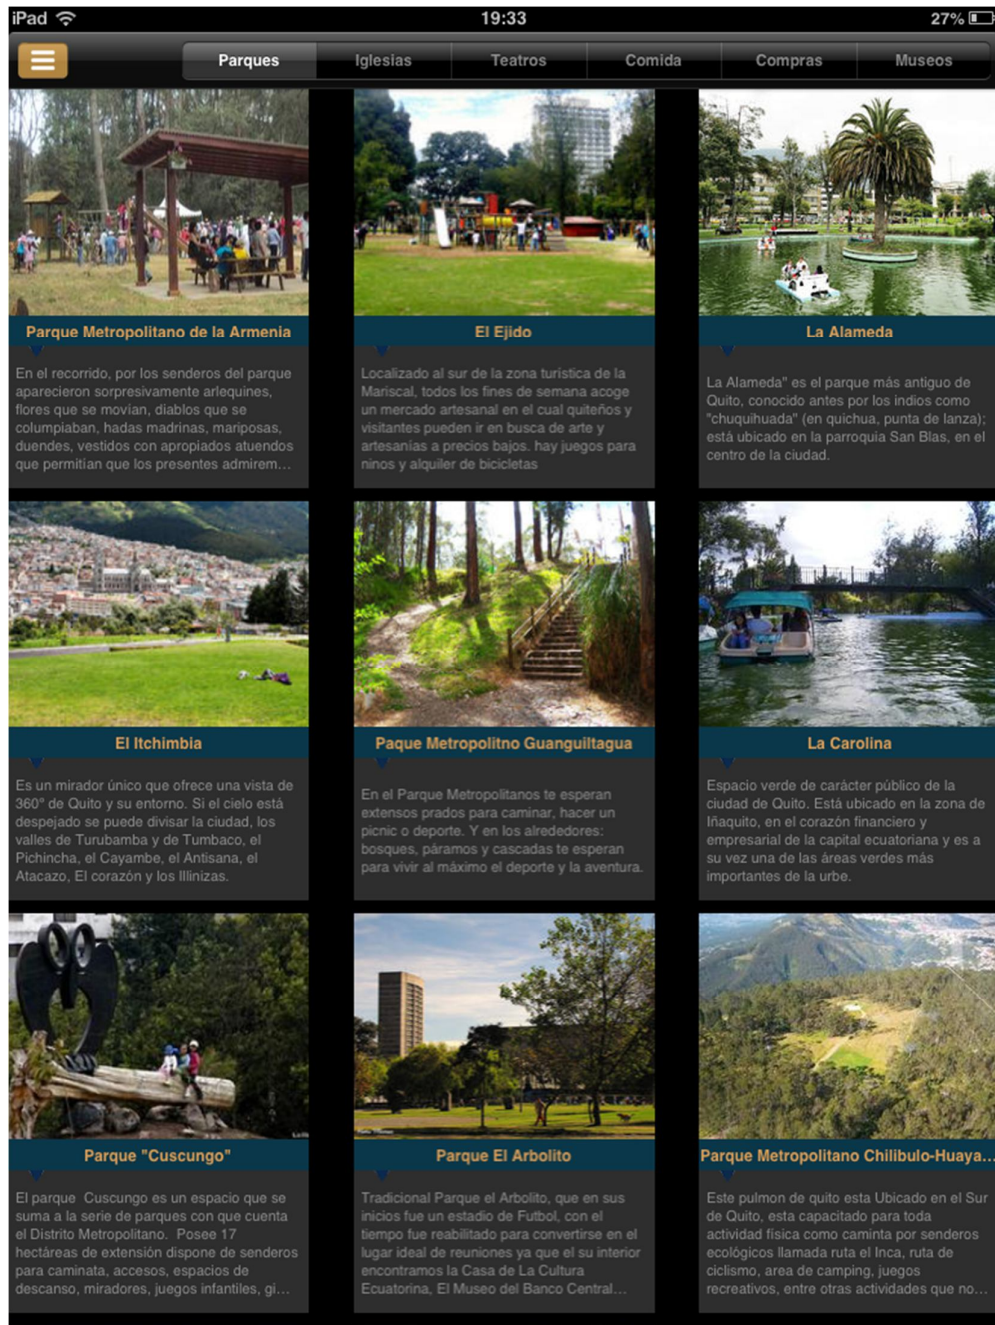 iPad 19:33 27%
Parques Iglesias Teatros Comida Compras Museos
Parque Metropolitano de la Armenia
En el recorrido, por los senderos del parque
aparecieron sorpresivamente arlequines,
flores que se movían, diablos que se
columpiaban, hadas madrinas, mariposas,
duendes, vestidos con apropiados atuendos
que permitían que los presentes admirem...
El Ejido
Localizado al sur de la zona turística de la
Mariscal, todos los fines de semana acoge
un mercado artesanal en el cual quiteños y
visitantes pueden ir en busca de arte y
artesanías a precios bajos. hay juegos para
ninos y alquiler de bicicletas
La Alameda
La Alameda" es el parque más antiguo de
Quito, conocido antes por los indios como
"chuquihuada" (en quichua, punta de lanza);
está ubicado en la parroquia San Blas, en el
centro de la ciudad.
El Itchimbia
Es un mirador único que ofrece una vista de
360° de Quito y su entorno. Si el cielo está
despejado se puede divisar la ciudad, los
valles de Turubamba y de Tumbaco, el
Pichincha, el Cayambe, el Antisana, el
Atacazo, El corazón y los Illinizas.
Paque Metropolitno Guanguiltagua
En el Parque Metropolitanos te esperan
extensos prados para caminar, hacer un
picnic o deporte. Y en los alrededores:
bosques, páramos y cascadas te esperan
para vivir al máximo el deporte y la aventura.
La Carolina
Espacio verde de carácter público de la
ciudad de Quito. Está ubicado en la zona de
Iñaquito, en el corazón financiero y
empresarial de la capital ecuatoriana y es a
su vez una de las áreas verdes más
importantes de la urbe.
Parque "Cuscungo"
El parque  Cuscungo es un espacio que se
suma a la serie de parques con que cuenta
el Distrito Metropolitano.  Posee 17
hectáreas de extensión dispone de senderos
para caminata, accesos, espacios de
descanso, miradores, juegos infantiles, gi...
Parque El Arbolito
Tradicional Parque el Arbolito, que en sus
inicios fue un estadio de Futbol, con el
tiempo fue reabilitado para convertirse en el
lugar ideal de reuniones ya que el su interior
encontramos la Casa de La Cultura
Ecuatorina, El Museo del Banco Central...
Parque Metropolitano Chilibulo-Huaya...
Este pulmon de quito esta Ubicado en el Sur
de Quito, esta capacitado para toda
actividad física como caminta por senderos
ecológicos llamada ruta el Inca, ruta de
ciclismo, area de camping, juegos
recreativos, entre otras actividades que no...